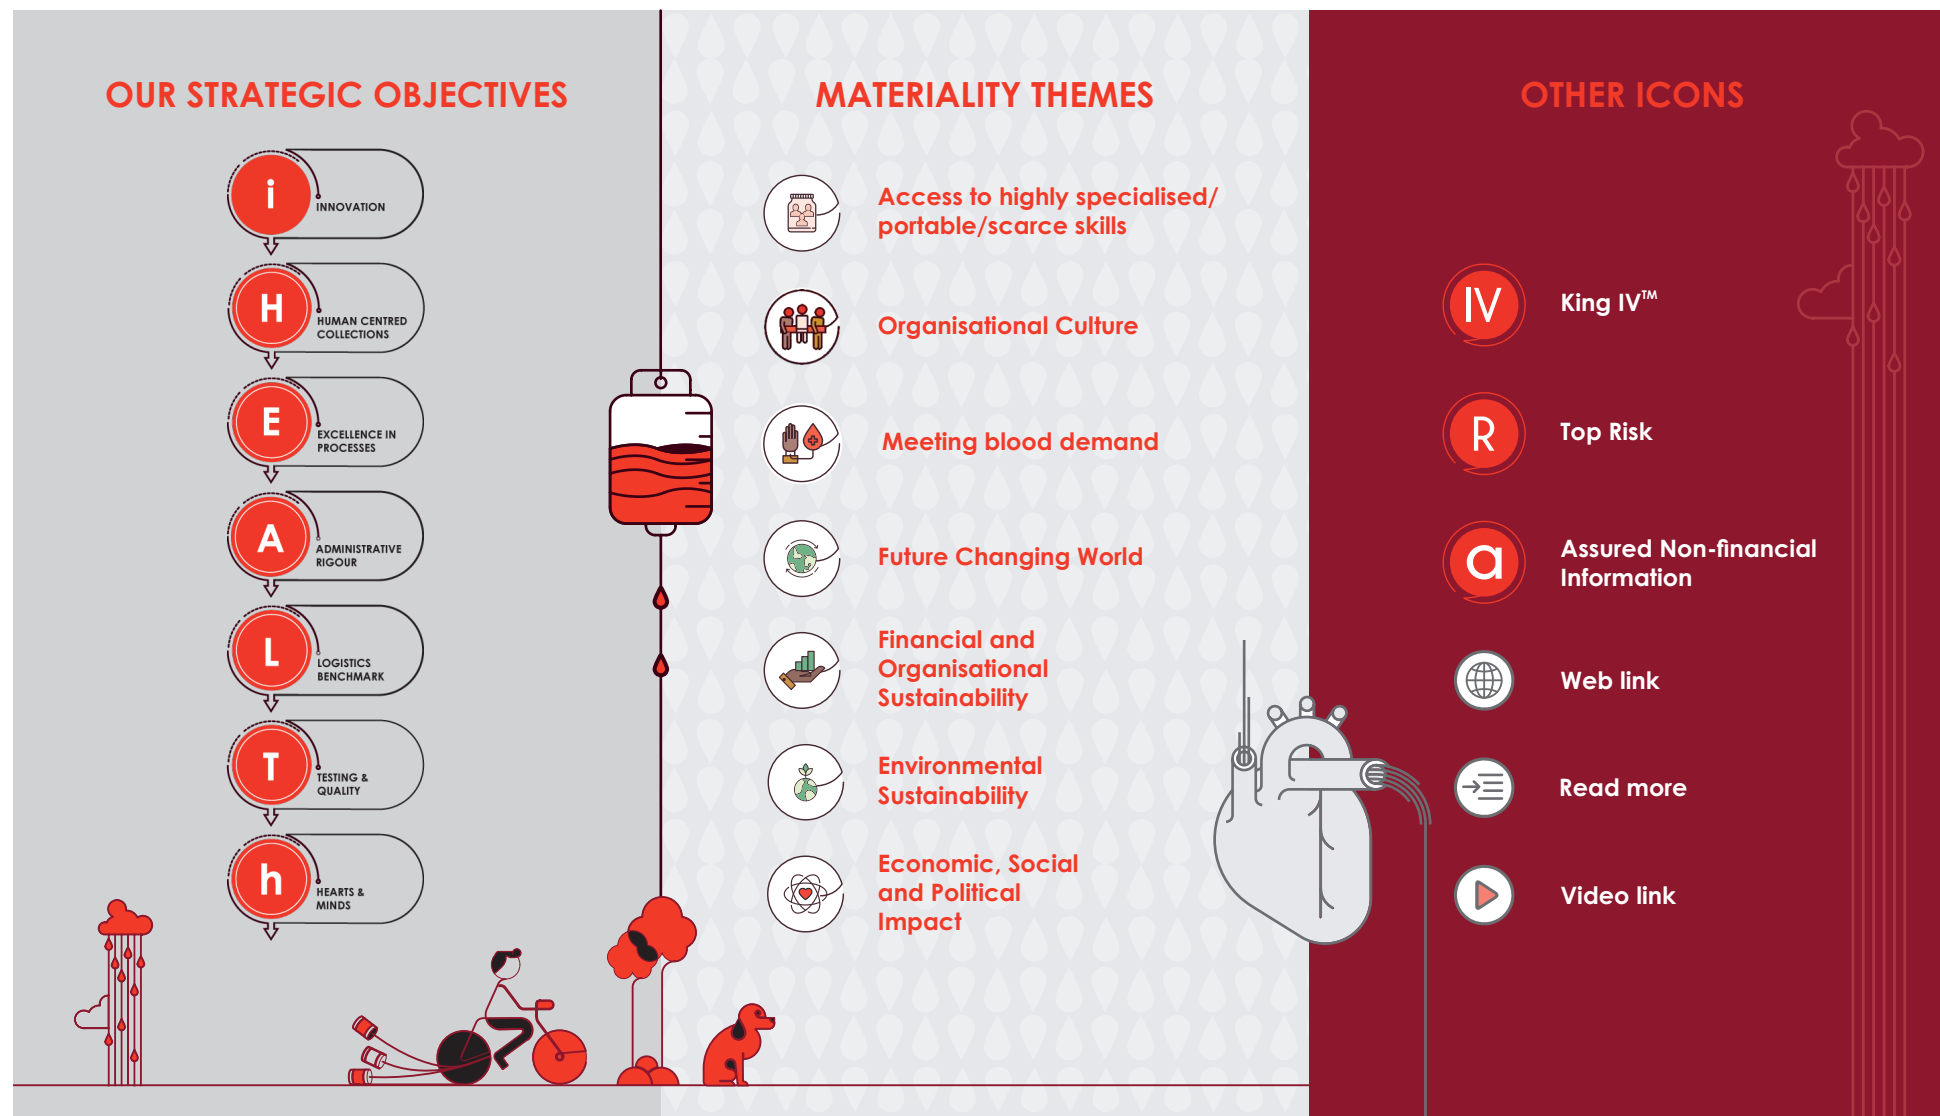 OUR STRATEGIC OBJECTIVES
i
INNOVATION
H
HUMAN CENTRED
COLLECTIONS
E
EXCELLENCE IN
PROCESSES
A
ADMINISTRATIVE
RIGOUR
L
LOGISTICS
BENCHMARK
T
TESTING &
QUALITY
h
HEARTS &
MINDS
MATERIALITY THEMES
Access to highly specialised/
portable/scarce skills
Organisational Culture
Meeting blood demand
Future Changing World
Financial and
Organisational
Sustainability
Environmental
Sustainability
Economic, Social
and Political
Impact
OTHER ICONS
IV
King IV™
R
Top Risk
a
Assured Non-financial
Information
Web link
Read more
Video link